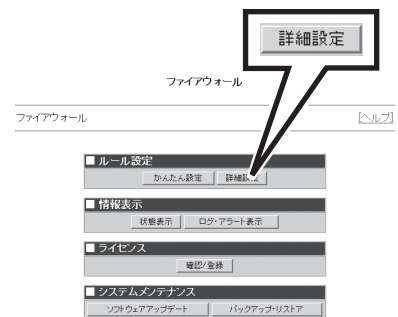 詳細設定
ファイアウォール
ファイアウォール [ヘルプ]
■ ルール設定
かんたん設定 詳細設定
■ 情報表示
状態表示 ログ・アラート表示
■ ライセンス
確認/登録
■ システムメンテナンス
ソフトウェアアップデート バックアップ・リストア